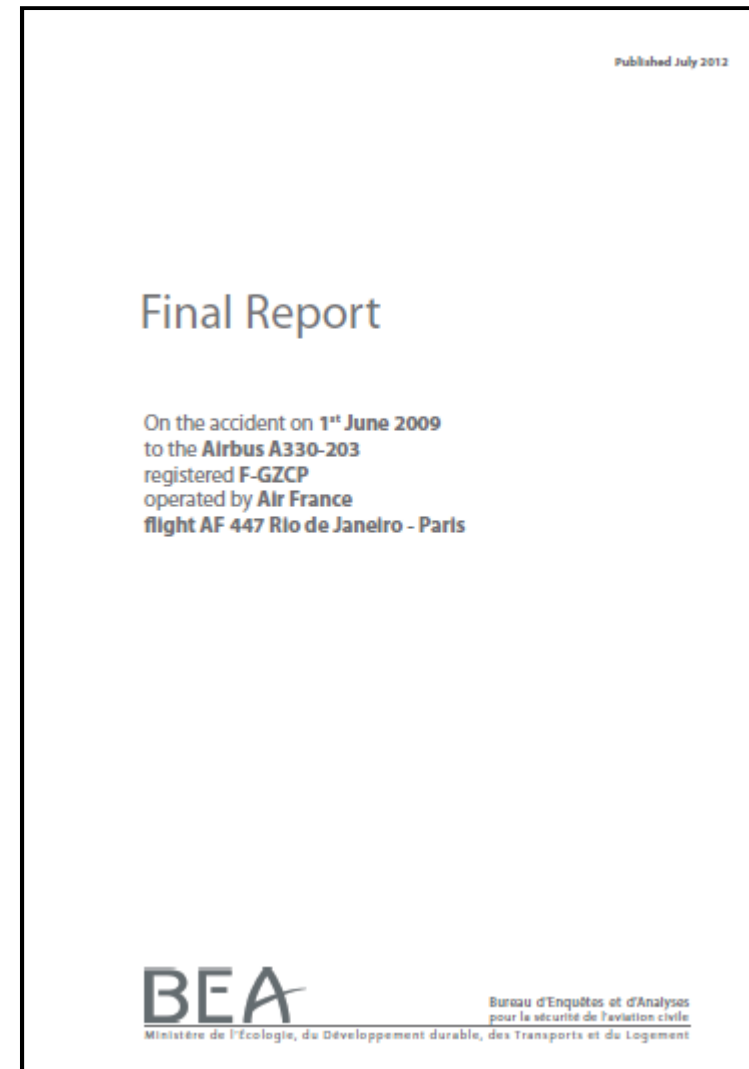 Published July 2012
Final Report
On the accident on 1st June 2009
to the Airbus A330-203
registered F-GZCP
operated by Air France
flight AF 447 Rio de Janeiro - Paris
BEA
Bureau d'Enquêtes et d'Analyses
pour la sécurité de l'aviation civile
Ministère de l'Écologie, du Développement durable, des Transports et du Logement